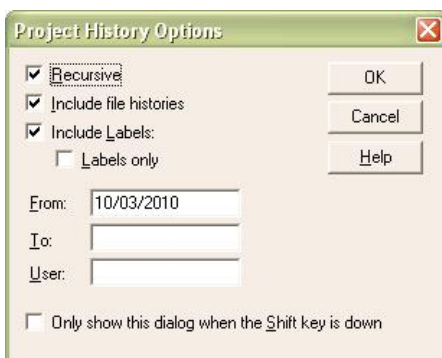 Project History Options
Recursive
OK
Include file histories
Cancel
Include Labels:
Labels only
Help
From: 10/03/2010
To:
User:
Only show this dialog when the Shift key is down